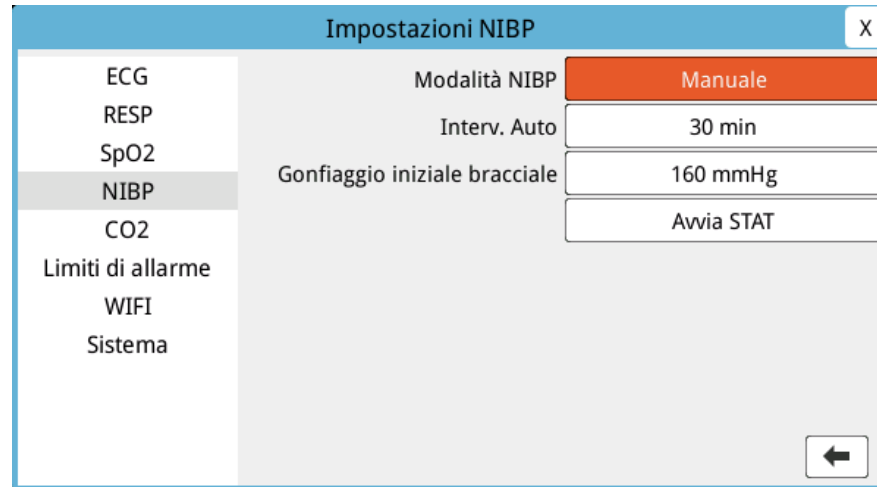 Impostazioni NIBP
X
ECG
RESP
SpO2
NIBP
CO2
Limiti di allarme
WIFI
Sistema
Modalità NIBP Manuale
Interv. Auto 30 min
Gonfiaggio iniziale bracciale 160 mmHg
Avvia STAT